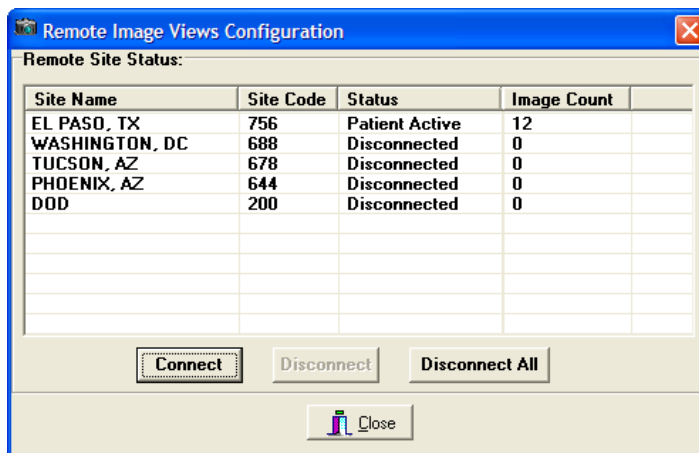 Remote Image Views Configuration
Remote Site Status:
Site Name Site Code Status Image Count
EL PASO, TX 756 Patient Active 12
WASHINGTON, DC 688 Disconnected 0
TUCSON, AZ 678 Disconnected 0
PHOENIX, AZ 644 Disconnected 0
DOD 200 Disconnected 0
Connect Disconnect Disconnect All
Close